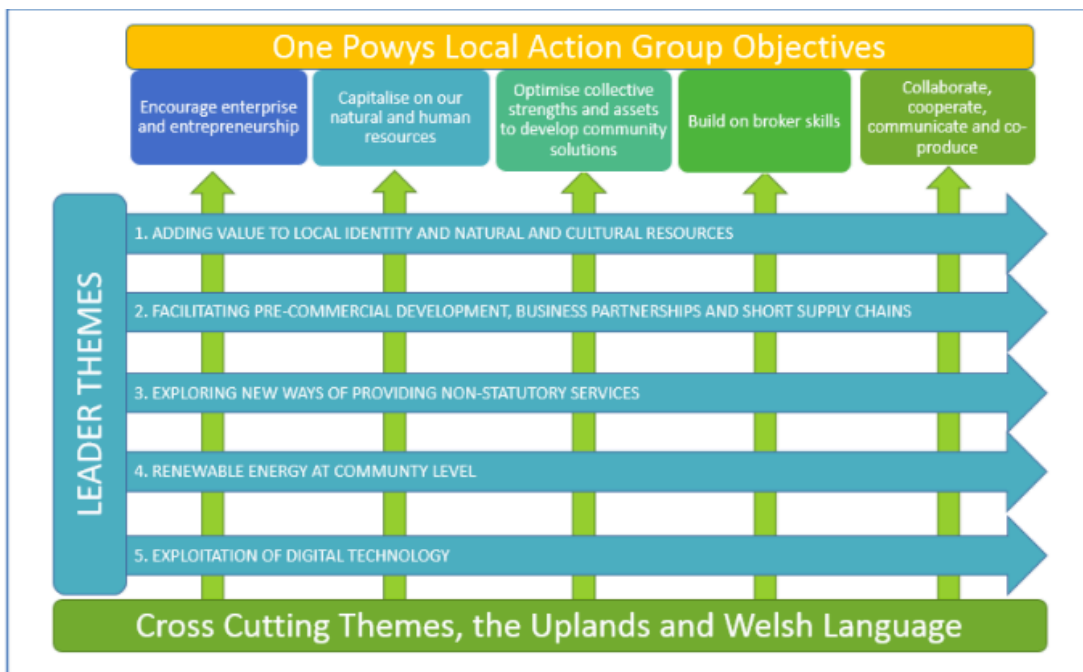 One Powys Local Action Group Objectives
Encourage enterprise
and entrepreneurship
Capitalise on our
natural and human
resources
Optimise collective
strengths and assets
to develop community
solutions
Build on broker skills
Collaborate,
cooperate,
communicate and co-
produce
LEADER THEMES
1. ADDING VALUE TO LOCAL IDENTITY AND NATURAL AND CULTURAL RESOURCES
2. FACILITATING PRE-COMMERCIAL DEVELOPMENT, BUSINESS PARTNERSHIPS AND SHORT SUPPLY CHAINS
3. EXPLORING NEW WAYS OF PROVIDING NON-STATUTORY SERVICES
4. RENEWABLE ENERGY AT COMMUNTY LEVEL
5. EXPLOITATION OF DIGITAL TECHNOLOGY
Cross Cutting Themes, the Uplands and Welsh Language